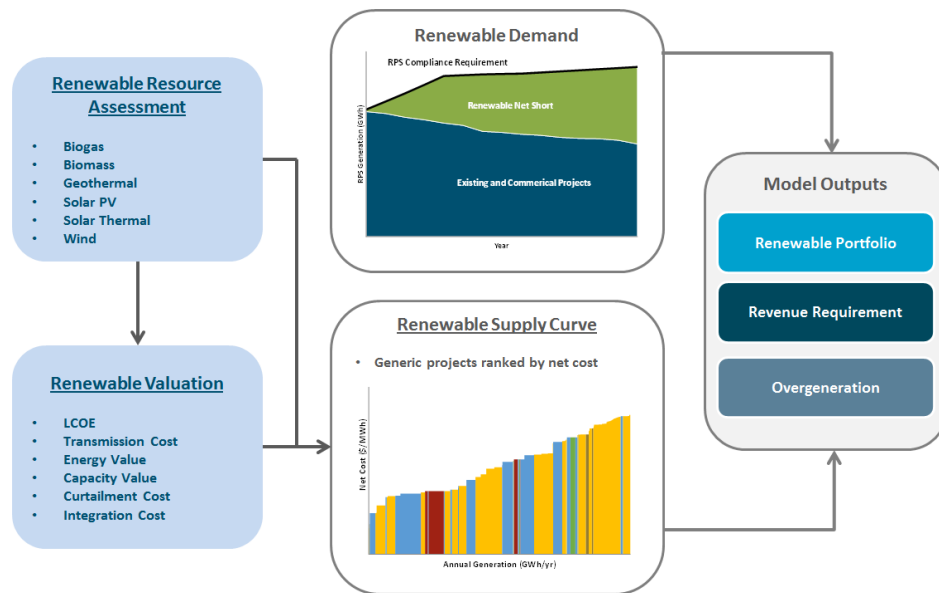 Renewable Resource
Assessment
• Biogas
• Biomass
• Geothermal
• Solar PV
• Solar Thermal
• Wind
Renewable Valuation
• LCOE
• Transmission Cost
• Energy Value
• Capacity Value
• Curtailment Cost
• Integration Cost
Renewable Demand
RPS Compliance Requirement
Renewable Net Short
RPS Generation (GWh)
Existing and Commerical Projects
Year
Renewable Supply Curve
• Generic projects ranked by net cost
Net Cost ($/MWh)
Annual Generation (GWh/yr)
Model Outputs
Renewable Portfolio
Revenue Requirement
Overgeneration